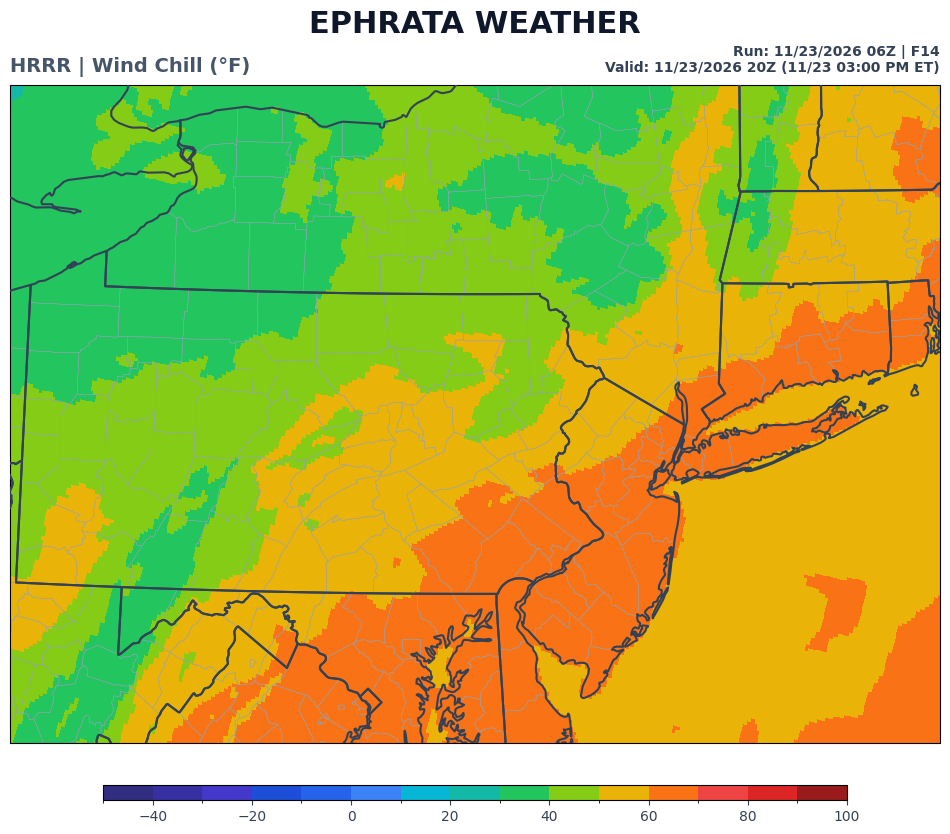 EPHRATA WEATHER
HRRR | Wind Chill (°F)
Run: 11/23/2026 06Z | F14
Valid: 11/23/2026 20Z (11/23 03:00 PM ET)
−40 −20 0 20 40 60 80 100